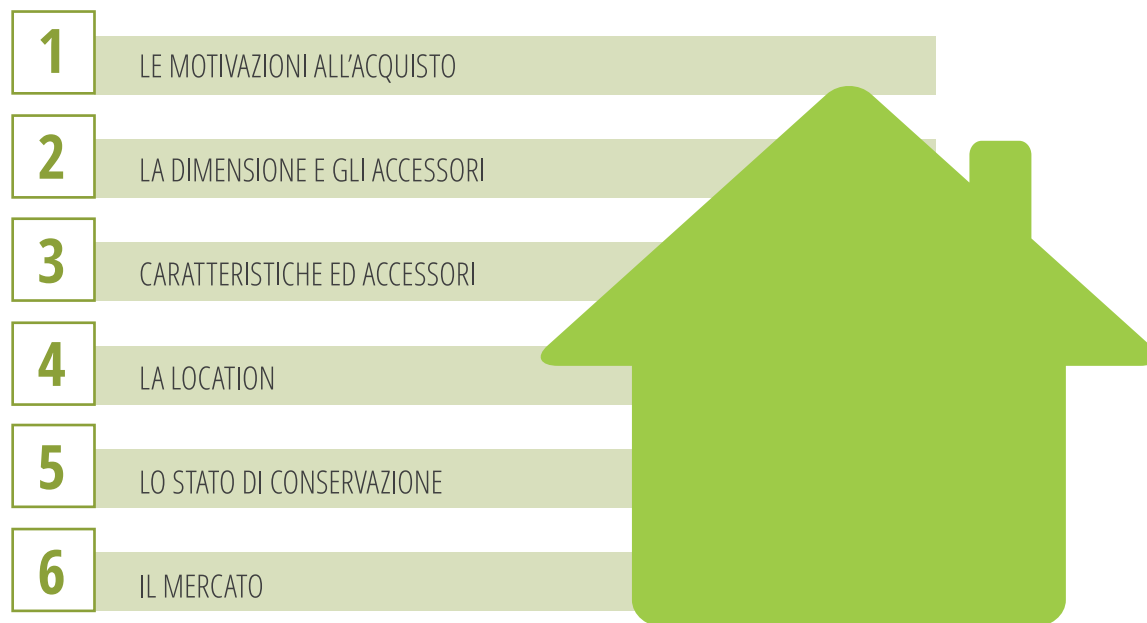 1 LE MOTIVAZIONI ALL'ACQUISTO
2 LA DIMENSIONE E GLI ACCESSORI
3 CARATTERISTICHE ED ACCESSORI
4 LA LOCATION
5 LO STATO DI CONSERVAZIONE
6 IL MERCATO